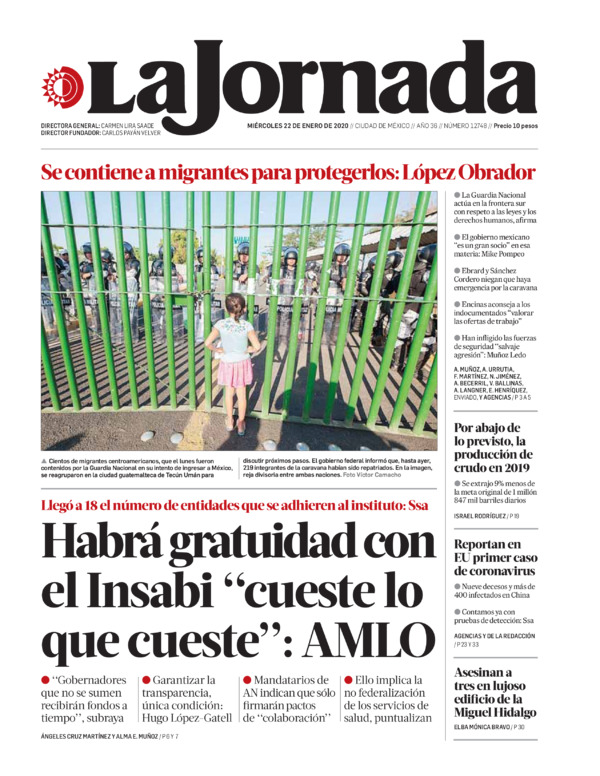 La Jornada
DIRECTORA GENERAL: CARMEN LIRA SAADE
DIRECTOR FUNDADOR: CARLOS PAYÁN VELVER
MIÉRCOLES 22 DE ENERO DE 2020 // CIUDAD DE MÉXICO // AÑO 36 // NÚMERO 12748 // Precio 10 pesos
Se contiene a migrantes para protegerlos: López Obrador
● La Guardia Nacional
actúa en la frontera sur
con respeto a las leyes y los
derechos humanos, afirma
● El gobierno mexicano
“es un gran socio” en esa
materia: Mike Pompeo
● Ebrard y Sánchez
Cordero niegan que haya
emergencia por la caravana
● Encinas aconseja a los
indocumentados “valorar
las ofertas de trabajo”
● Han infligido las fuerzas
de seguridad “salvaje
agresión”: Muñoz Ledo
A. MUÑOZ, A. URRUTIA,
F. MARTÍNEZ, N. JIMÉNEZ,
A. BECERRIL, V. BALLINAS,
A. LANGNER, E. HENRÍQUEZ,
ENVIADO, Y AGENCIAS / P 3 A 5
▲ Cientos de migrantes centroamericanos, que el lunes fueron
contenidos por la Guardia Nacional en su intento de ingresar a México,
se reagruparon en la ciudad guatemalteca de Tecún Umán para
discutir próximos pasos. El gobierno federal informó que, hasta ayer,
219 integrantes de la caravana habían sido repatriados. En la imagen,
reja divisoria entre ambas naciones. Foto Víctor Camacho
Por abajo de
lo previsto, la
producción de
crudo en 2019
● Se extrajo 9% menos de
la meta original de 1 millón
847 mil barriles diarios
ISRAEL RODRÍGUEZ / P 19
Llegó a 18 el número de entidades que se adhieren al instituto: Ssa
Habrá gratuidad con
el Insabi “cueste lo
que cueste”: AMLO
● “Gobernadores
que no se sumen
recibirán fondos a
tiempo”, subraya
● Garantizar la
transparencia,
única condición:
Hugo López-Gatell
● Mandatarios de
AN indican que sólo
firmarán pactos
de “colaboración”
● Ello implica la
no federalización
de los servicios de
salud, puntualizan
ÁNGELES CRUZ MARTÍNEZ Y ALMA E. MUÑOZ / P 6 Y 7
Reportan en
EU primer caso
de coronavirus
● Nueve decesos y más de
400 infectados en China
● Contamos ya con
pruebas de detección: Ssa
AGENCIAS Y DE LA REDACCIÓN
/ P 23 Y 33
Asesinan a
tres en lujoso
edificio de la
Miguel Hidalgo
ELBA MÓNICA BRAVO / P 30